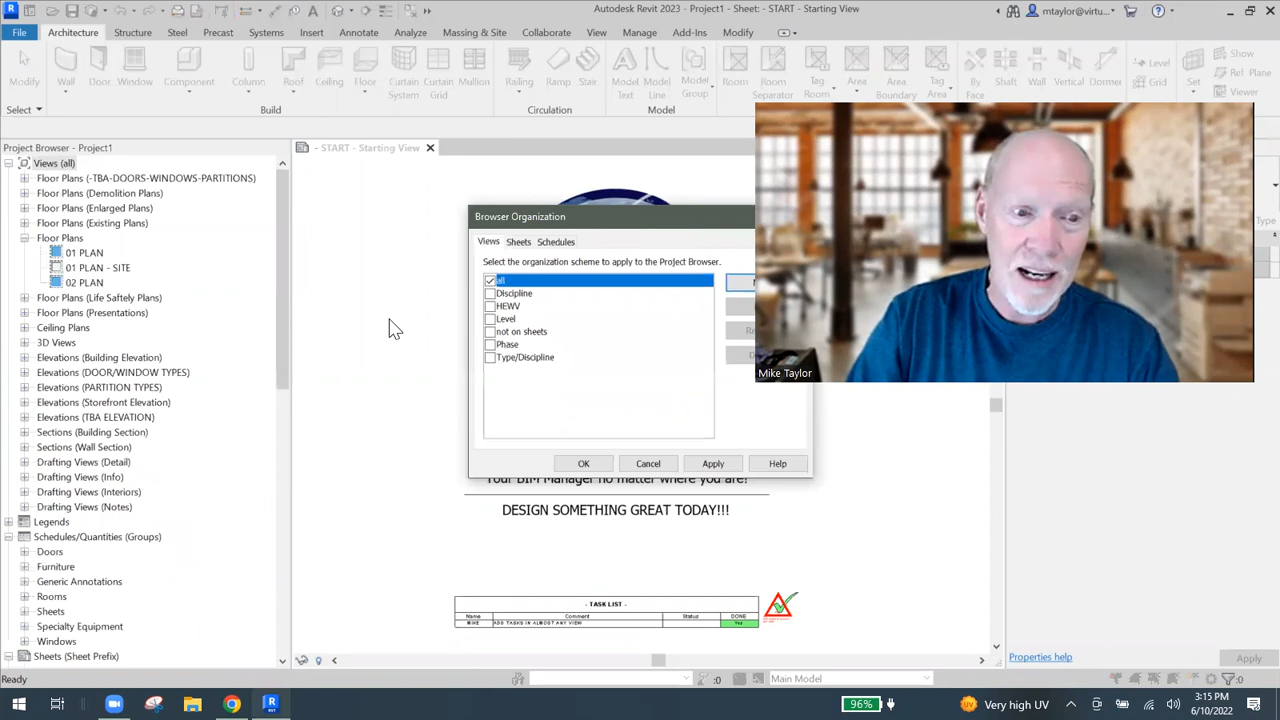 Autodesk Revit 2023 - Project1 - Sheet: - START - Starting View
mtaylor@virtu...
File Architecture Structure Steel Precast Systems Insert Annotate Analyze Massing & Site Collaborate View Manage Add-Ins Modify
Modify Wall Door Window Component Column Roof Ceiling Floor Curtain System Curtain Grid Mullion Railing Ramp Stair Model Text Model Line Model Group Room Room Separator Tag Room Area Area Boundary Tag Area By Face Shaft Wall Vertical Dormer Level Grid Set Show Ref Plane Viewer
Select Build Circulation Model
Project Browser - Project1
- START - Starting View
Views (all)
Floor Plans (-TBA-DOORS-WINDOWS-PARTITIONS)
Floor Plans (Demolition Plans)
Floor Plans (Enlarged Plans)
Floor Plans (Existing Plans)
Floor Plans
01 PLAN
01 PLAN - SITE
02 PLAN
Floor Plans (Life Saftely Plans)
Floor Plans (Presentations)
Ceiling Plans
3D Views
Elevations (Building Elevation)
Elevations (DOOR/WINDOW TYPES)
Elevations (PARTITION TYPES)
Elevations (Storefront Elevation)
Elevations (TBA ELEVATION)
Sections (Building Section)
Sections (Wall Section)
Drafting Views (Detail)
Drafting Views (Info)
Drafting Views (Interiors)
Drafting Views (Notes)
Legends
Schedules/Quantities (Groups)
Doors
Furniture
Generic Annotations
Rooms
Sheets
Specialty Equipment
Windows
Sheets (Sheet Prefix)
Browser Organization
Views Sheets Schedules
Select the organization scheme to apply to the Project Browser.
all
Discipline
HEWV
Level
not on sheets
Phase
Type/Discipline
OK Cancel Apply Help
Mike Taylor
Type
Your BIM Manager no matter where you are!
DESIGN SOMETHING GREAT TODAY!!!
- TASK LIST -
Name Comment Status DONE
MIKE ADD TASKS IN ALMOST ANY VIEW Yes
Properties help
Apply
Ready
:0
Main Model
:0
96%
Very high UV
3:15 PM
6/10/2022